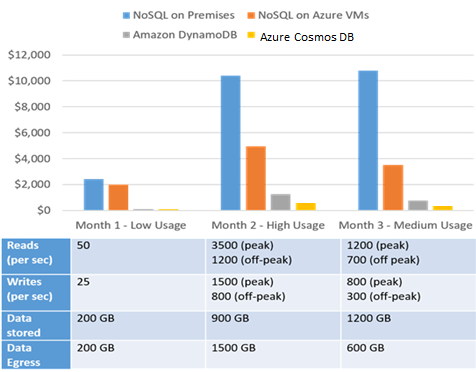 NoSQL on Premises NoSQL on Azure VMs
Amazon DynamoDB Azure Cosmos DB
$12,000
$10,000
$8,000
$6,000
$4,000
$2,000
$0
Month 1 - Low Usage Month 2 - High Usage Month 3 - Medium Usage
Reads (per sec) 50 3500 (peak) 1200 (peak)
1200 (off-peak) 700 (off peak)
Writes (per sec) 25 1500 (peak) 800 (peak)
800 (off-peak) 300 (off-peak)
Data stored 200 GB 900 GB 1200 GB
Data Egress 200 GB 1500 GB 600 GB